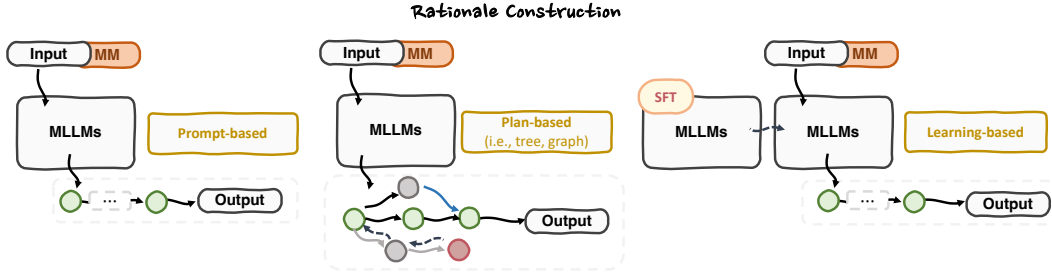 Rationale Construction
Input MM
MLLMs
Prompt-based
...
Output
Input MM
MLLMs
Plan-based
(i.e., tree, graph)
Output
Input MM
SFT
MLLMs
MLLMs
Learning-based
...
Output